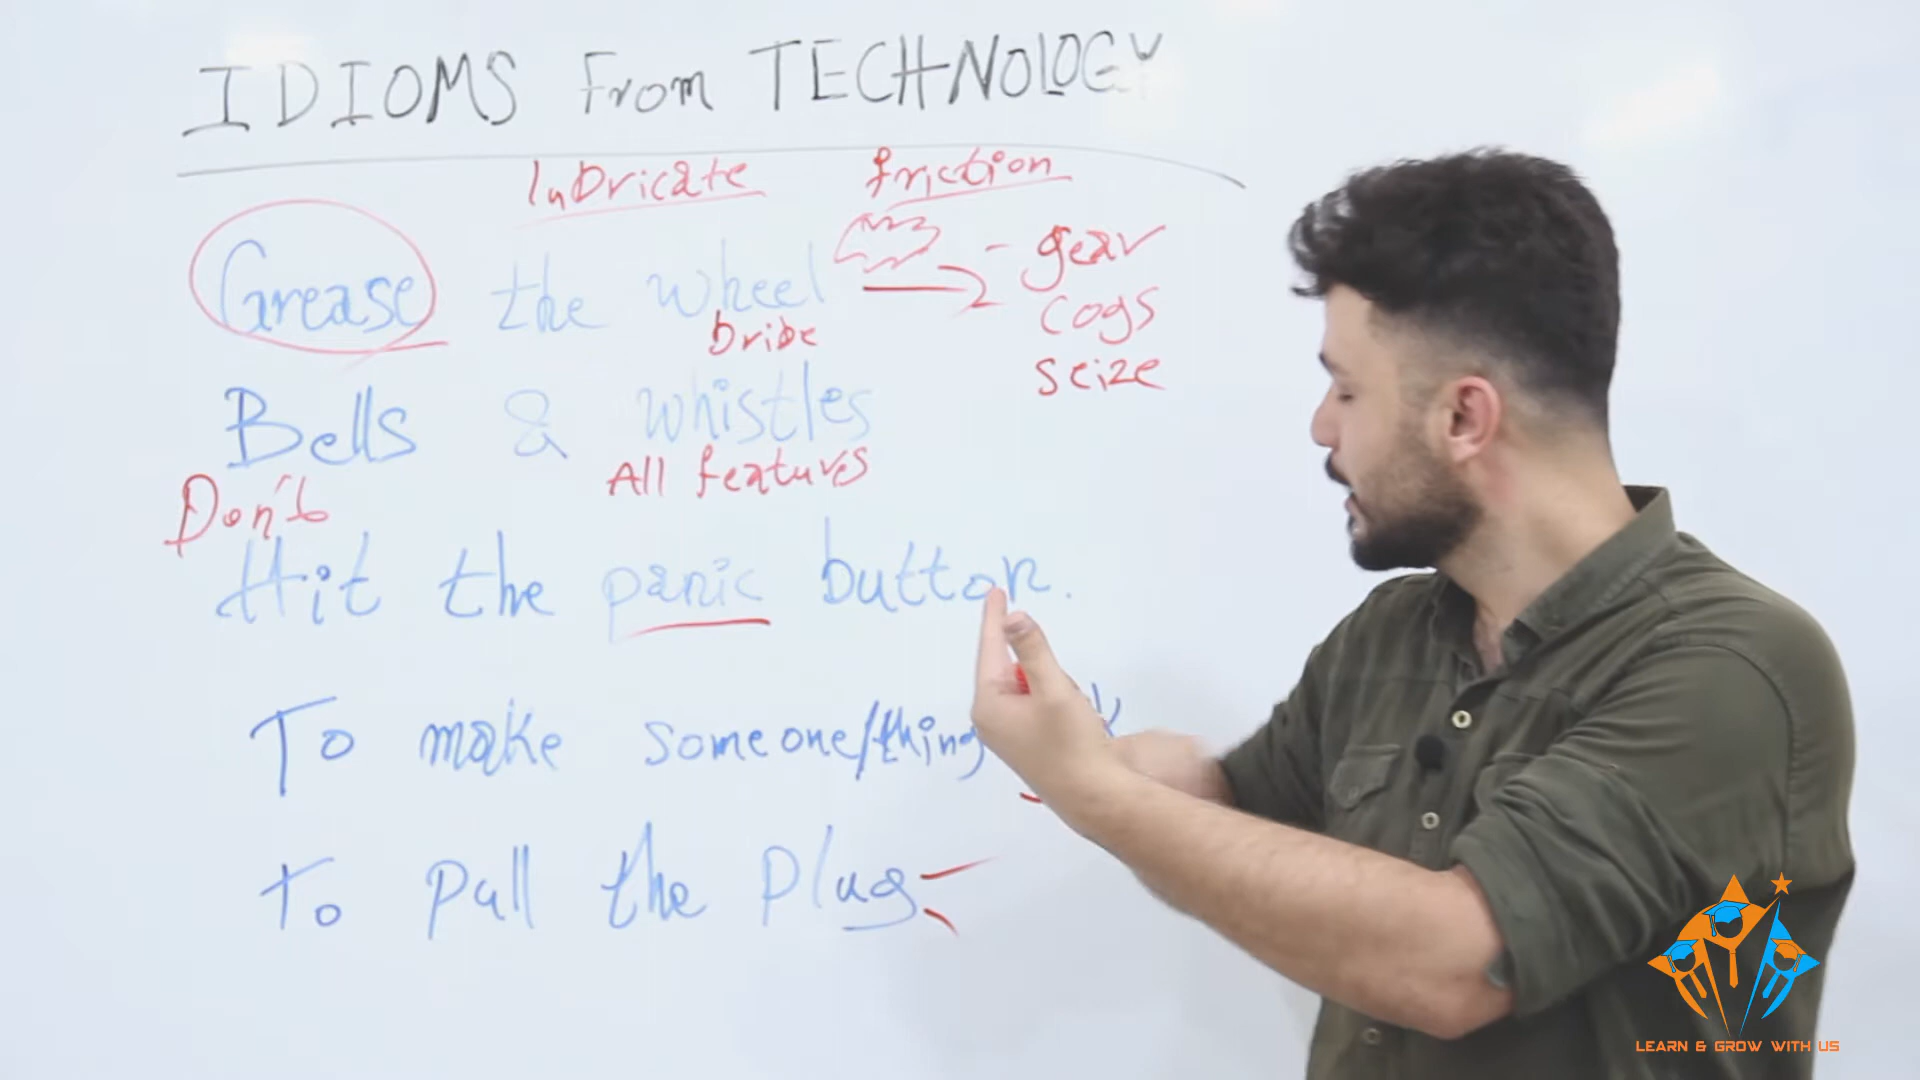 IDIOMS From TECHNOLOGY
lubricate friction
Grease the wheel - gear
bribe cogs
seize
Bells & whistles
All features
Don't
Hit the panic button.
To make someone/thing
To pull the plug
LEARN & GROW WITH US